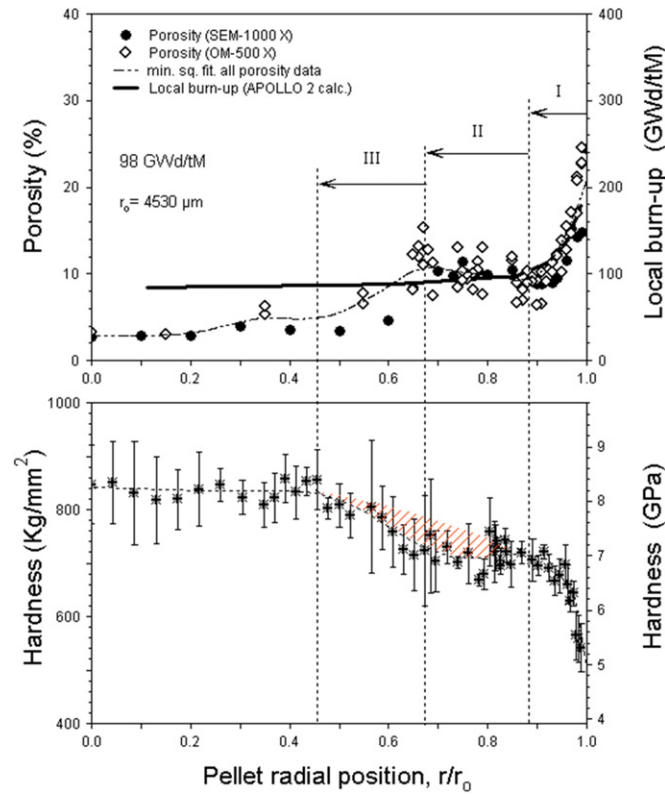 Porosity (SEM-1000 X)
Porosity (OM-500 X)
min. sq. fit. all porosity data
Local burn-up (APOLLO 2 calc.)
98 GWd/tM
r₀= 4530 µm
III
II
I
40
30
20
10
0
Porosity (%)
400
300
200
100
0
Local burn-up (GWd/tM)
0.0 0.2 0.4 0.6 0.8 1.0
1000
800
600
400
Hardness (Kg/mm²)
9
8
7
6
5
4
Hardness (GPa)
0.0 0.2 0.4 0.6 0.8 1.0
Pellet radial position, r/r₀